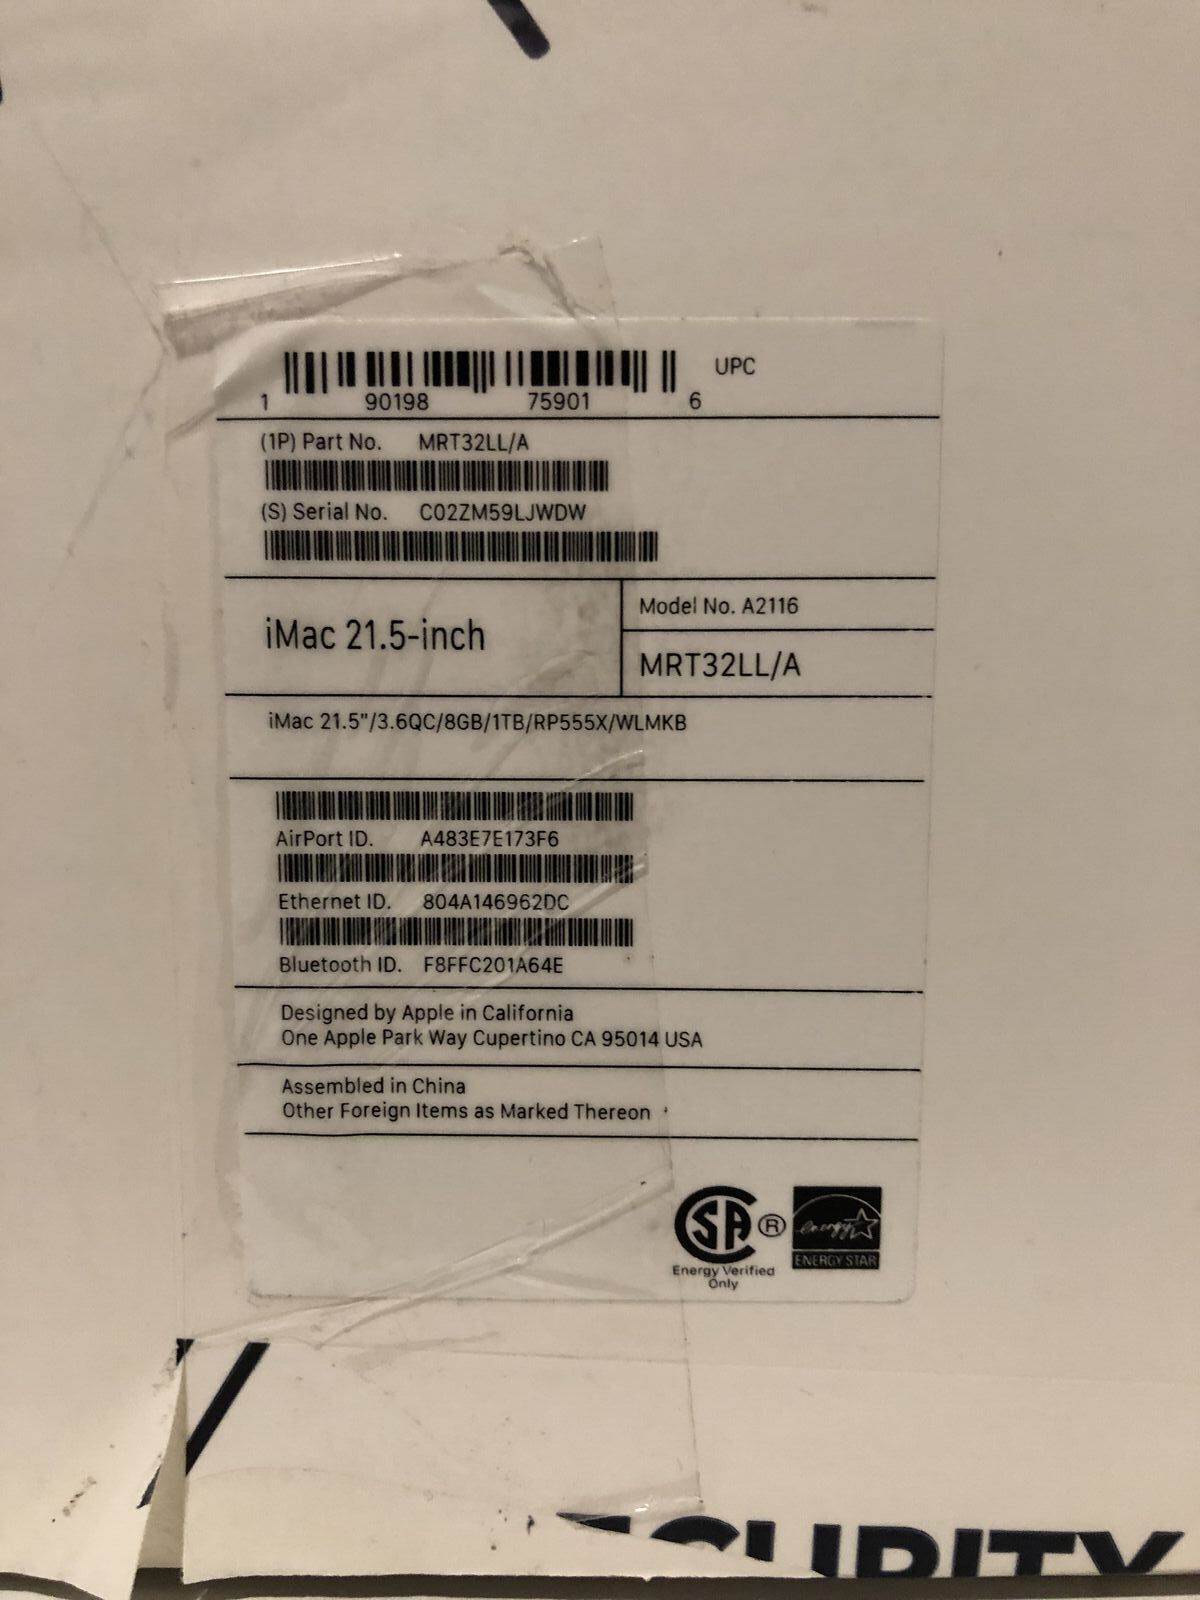 UPC
1 90198 75901 6
(1P) Part No. MRT32LL/A
(S) Serial No. C02ZM59LJWDW
iMac 21.5-inch
Model No. A2116
MRT32LL/A
iMac 21.5"/3.6QC/8GB/1TB/RP555X/WLMKB
AirPort ID. A483E7E173F6
Ethernet ID. 804A146962DC
Bluetooth ID. F8FFC201A64E
Designed by Apple in California
One Apple Park Way Cupertino CA 95014 USA
Assembled in China
Other Foreign Items as Marked Thereon
SA ®
Energy Verified
Only
energy
ENERGY STAR
SECURITY